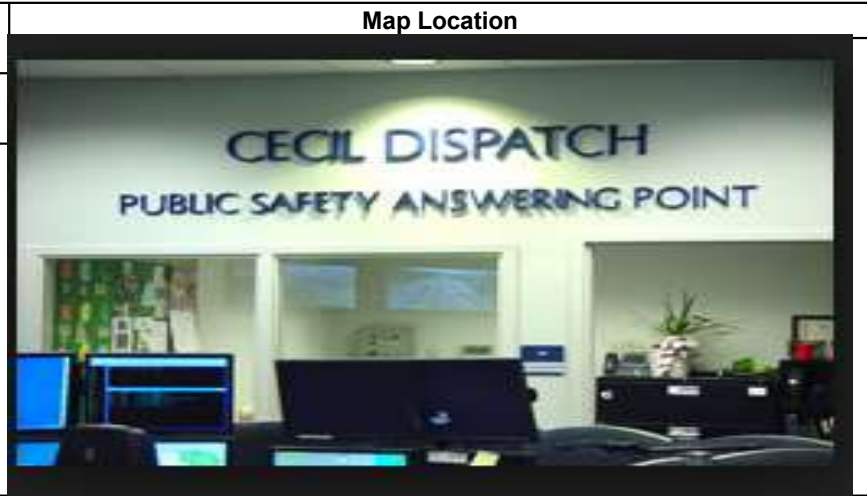 Map Location
CECIL DISPATCH
PUBLIC SAFETY ANSWERING POINT